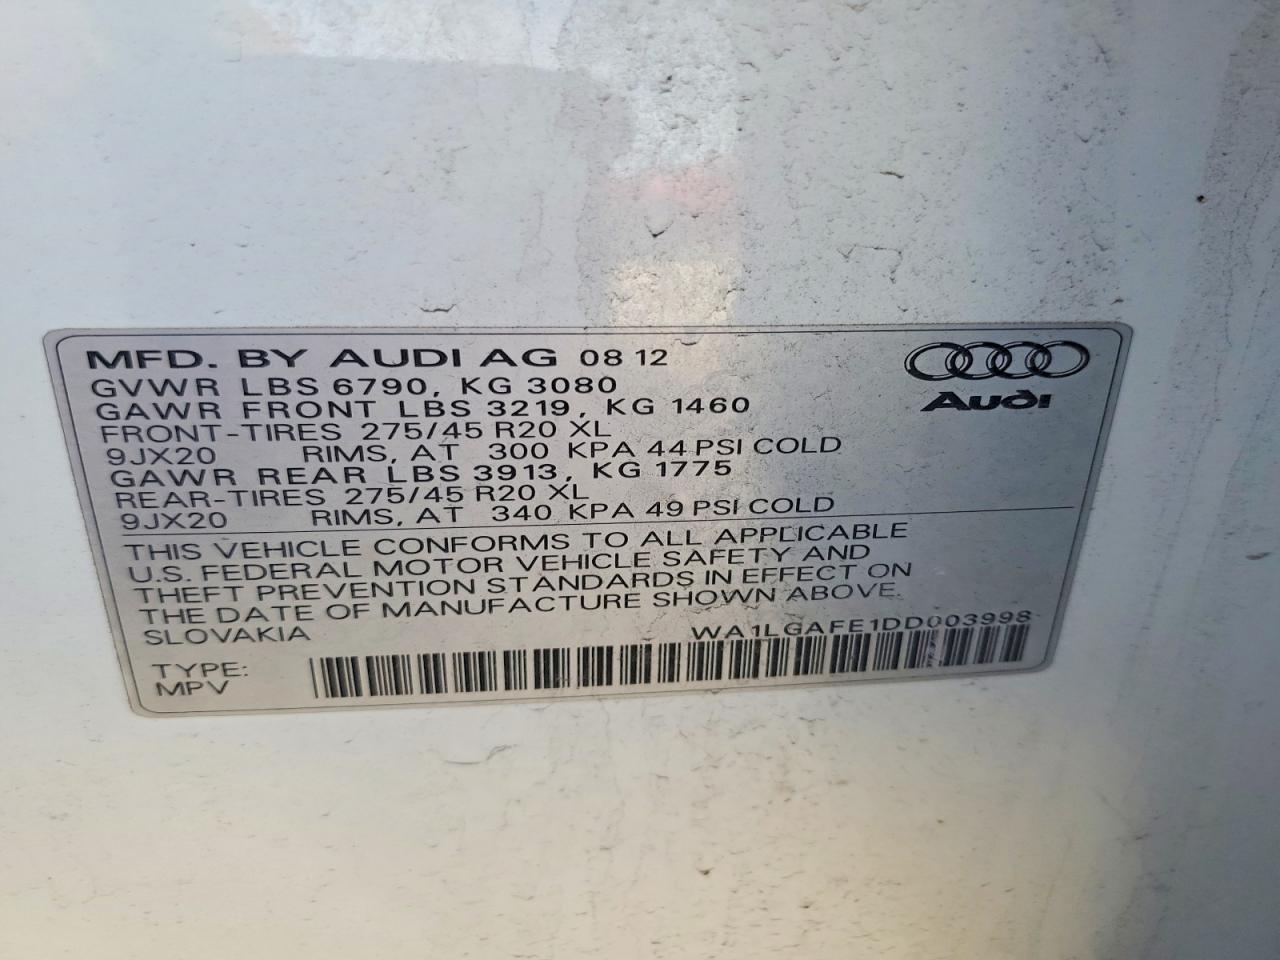 MFD. BY AUDI AG 08 12
GVWR LBS 6790, KG 3080
GAWR FRONT LBS 3219, KG 1460
FRONT-TIRES 275/45 R20 XL
9JX20 RIMS, AT 300 KPA 44 PSI COLD
GAWR REAR LBS 3913, KG 1775
REAR-TIRES 275/45 R20 XL
9JX20 RIMS, AT 340 KPA 49 PSI COLD
Audi
THIS VEHICLE CONFORMS TO ALL APPLICABLE
U.S. FEDERAL MOTOR VEHICLE SAFETY AND
THEFT PREVENTION STANDARDS IN EFFECT ON
THE DATE OF MANUFACTURE SHOWN ABOVE.
SLOVAKIA WA1LGAFE1DD003998
TYPE:
MPV